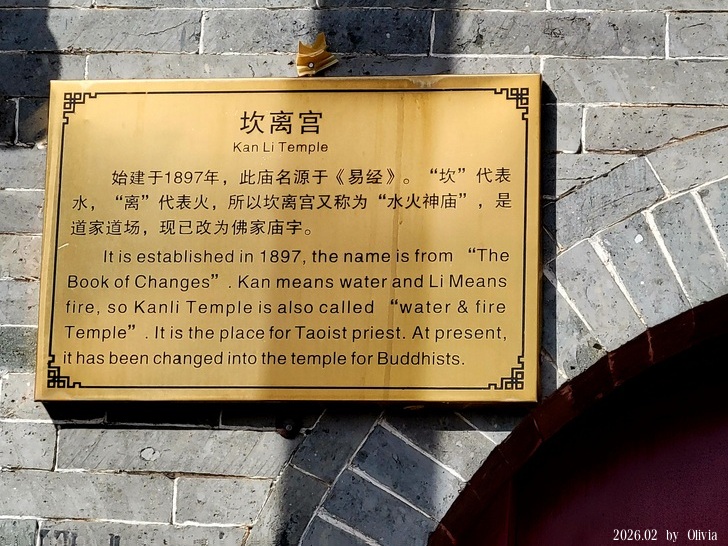 坎离宫
Kan Li Temple
始建于1897年，此庙名源于《易经》。“坎”代表
水，“离”代表火，所以坎离宫又称为“水火神庙”，是
道家道场，现已改为佛家庙宇。
It is established in 1897, the name is from “The
Book of Changes”. Kan means water and Li Means
fire, so Kanli Temple is also called “water & fire
Temple”. It is the place for Taoist priest. At present,
it has been changed into the temple for Buddhists.
2026.02 by Olivia